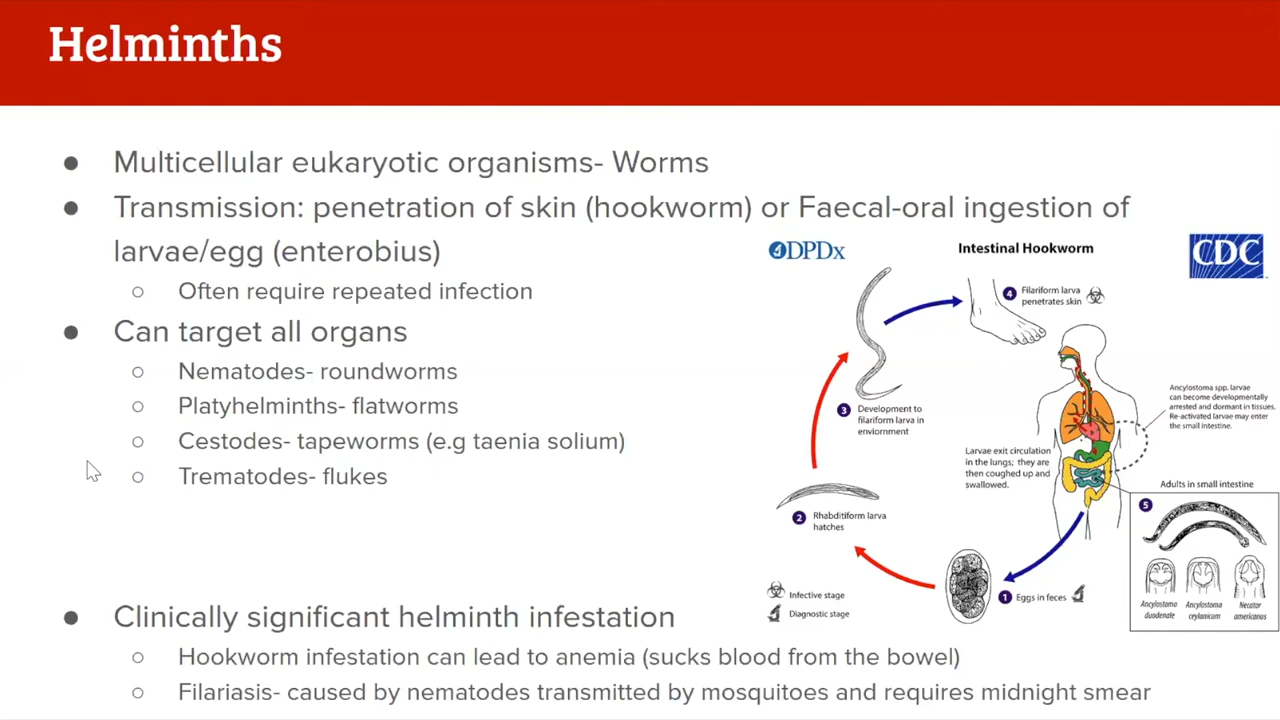 Helminths
● Multicellular eukaryotic organisms- Worms
● Transmission: penetration of skin (hookworm) or Faecal-oral ingestion of
larvae/egg (enterobius)
○ Often require repeated infection
● Can target all organs
○ Nematodes- roundworms
○ Platyhelminths- flatworms
○ Cestodes- tapeworms (e.g taenia solium)
○ Trematodes- flukes
● Clinically significant helminth infestation
○ Hookworm infestation can lead to anemia (sucks blood from the bowel)
○ Filariasis- caused by nematodes transmitted by mosquitoes and requires midnight smear
DPDx
Intestinal Hookworm
CDC
4 Filariform larva
penetrates skin
3 Development to
filariform larva in
enviornment
Ancylostoma spp. larvae
can become developmentally
arrested and dormant in tissues.
Re-activated larvae may enter
the small intestine.
Larvae exit circulation
in the lungs; they are
then coughed up and
swallowed.
2 Rhabditiform larva
hatches
Adults in small intestine
5
Ancylostoma
duodenale
Ancylostoma
ceylanicum
Necator
americanus
1 Eggs in feces
Infective stage
Diagnostic stage